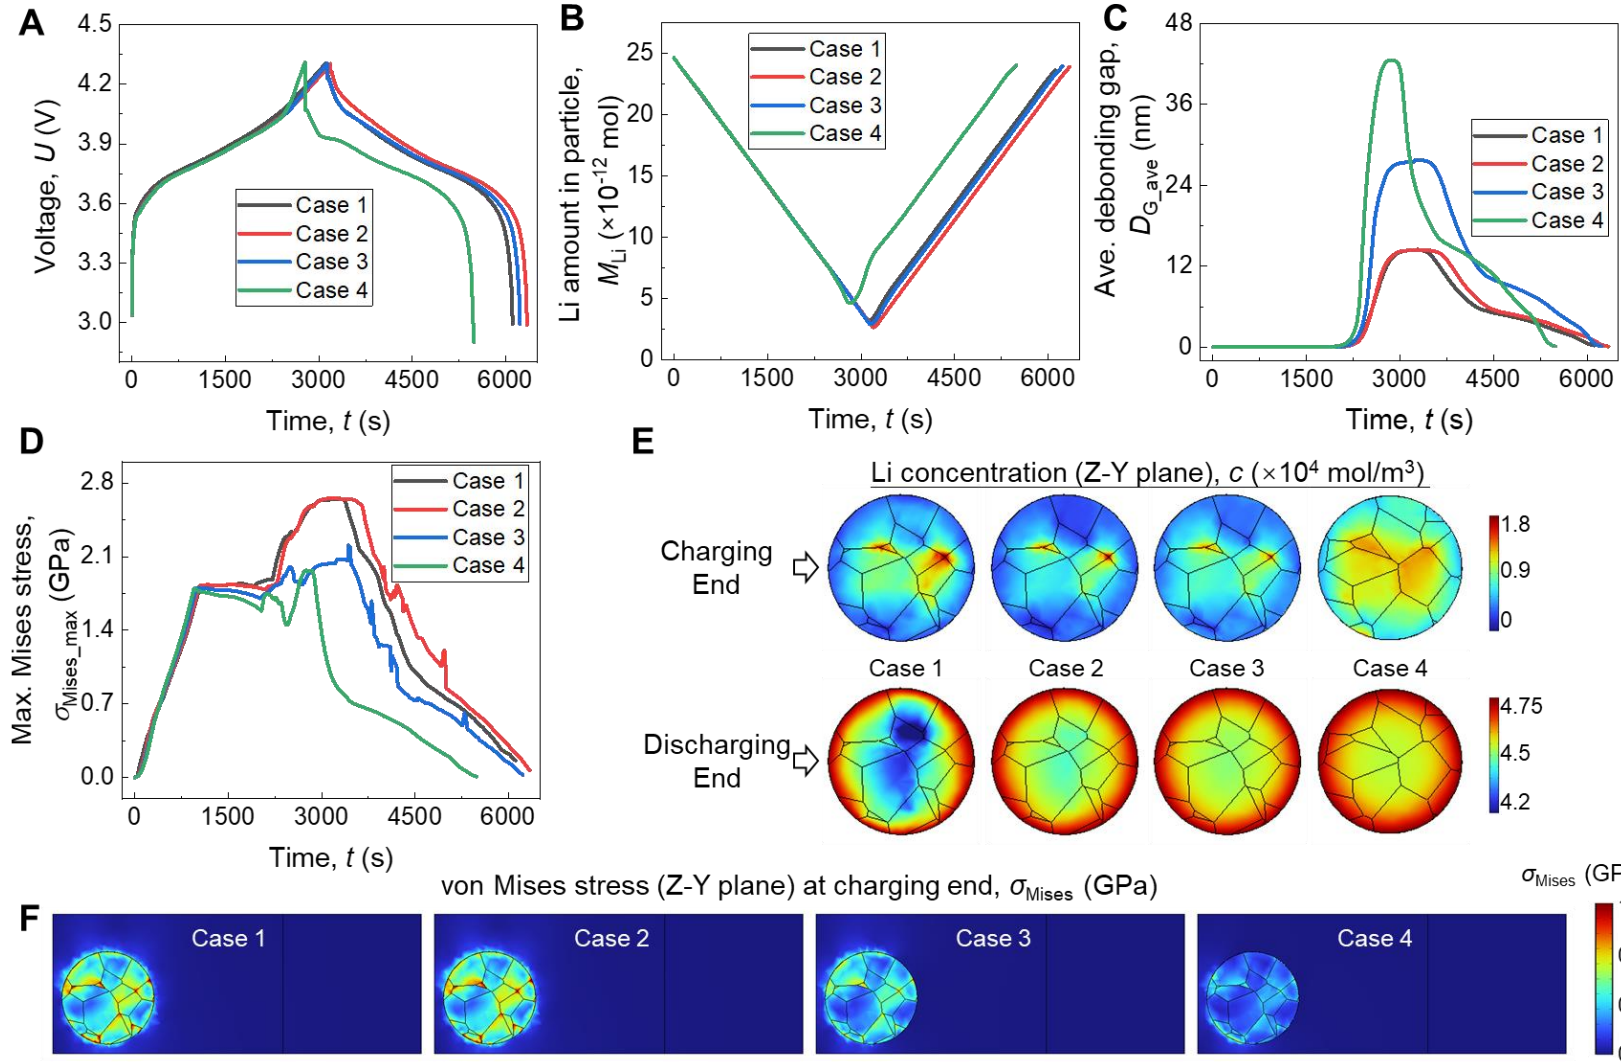 A
4.5
4.2
3.9
3.6
3.3
3.0
Voltage, U (V)
Case 1
Case 2
Case 3
Case 4
0 1500 3000 4500 6000
Time, t (s)
B
25
20
15
10
5
0
Li amount in particle,
M_Li (×10^-12 mol)
Case 1
Case 2
Case 3
Case 4
0 1500 3000 4500 6000
Time, t (s)
C
48
36
24
12
0
Ave. debonding gap,
D_G_ave (nm)
Case 1
Case 2
Case 3
Case 4
0 1500 3000 4500 6000
Time, t (s)
D
2.8
2.1
1.4
0.7
0.0
Max. Mises stress,
σ_Mises_max (GPa)
Case 1
Case 2
Case 3
Case 4
0 1500 3000 4500 6000
Time, t (s)
E
Li concentration (Z-Y plane), c (×10^4 mol/m^3)
Charging
End
1.8
0.9
0
Case 1 Case 2 Case 3 Case 4
Discharging
End
4.75
4.5
4.2
von Mises stress (Z-Y plane) at charging end, σ_Mises (GPa)
σ_Mises (GP
F
Case 1 Case 2 Case 3 Case 4